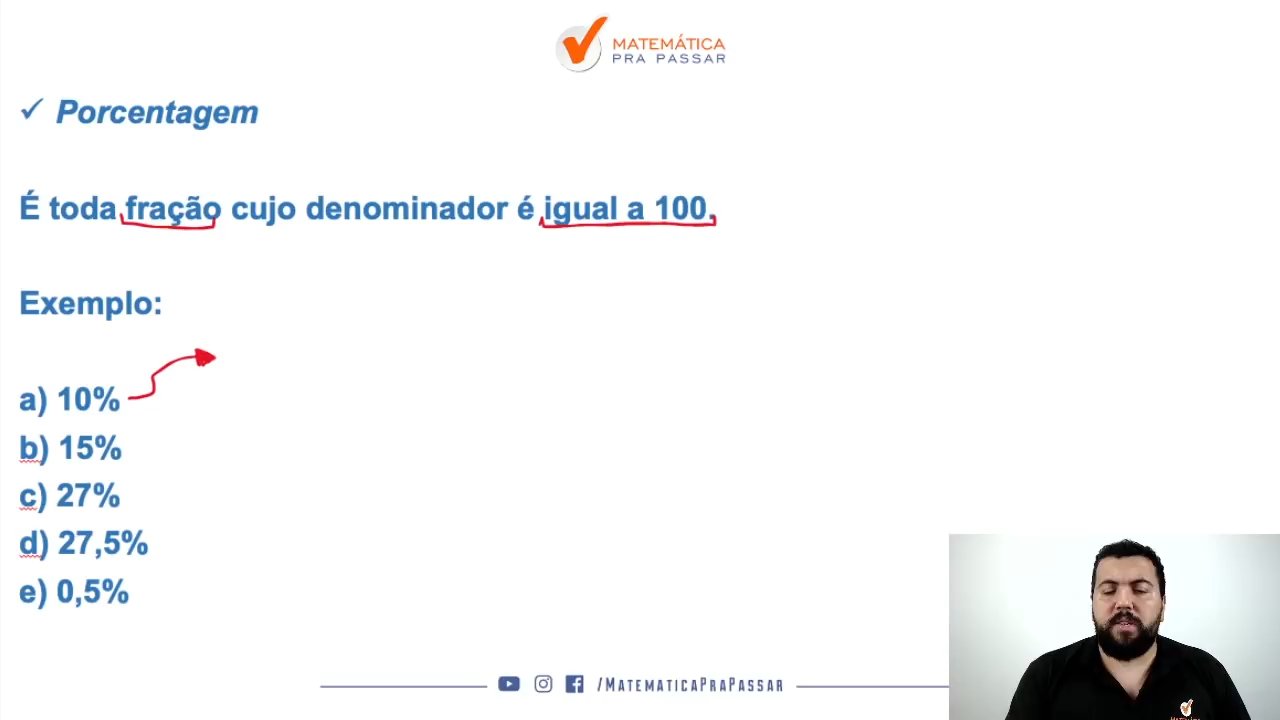 MATEMÁTICA
PRA PASSAR
✓ Porcentagem
É toda fração cujo denominador é igual a 100.
Exemplo:
a) 10%
b) 15%
c) 27%
d) 27,5%
e) 0,5%
/MATEMATICAPRAPASSAR